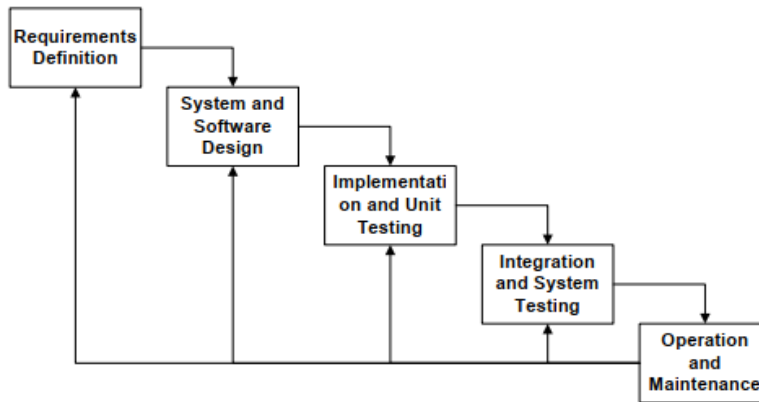 Requirements
Definition
System and
Software
Design
Implementati
on and Unit
Testing
Integration
and System
Testing
Operation
and
Maintenance